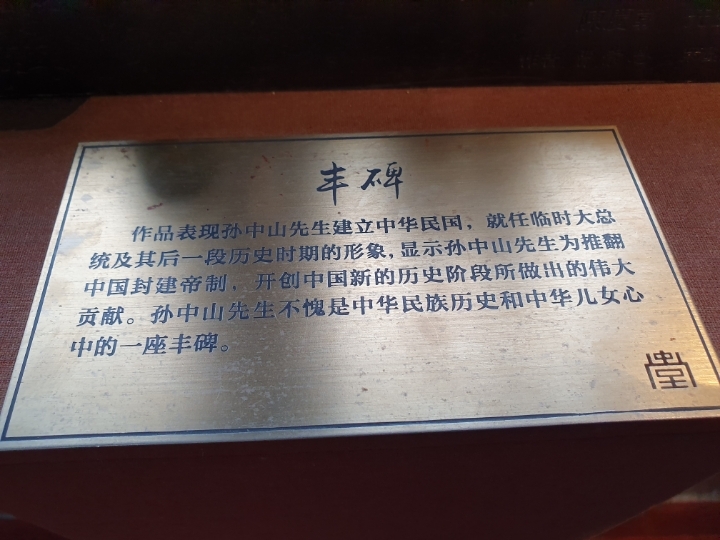 丰碑
作品表现孙中山先生建立中华民国，就任临时大总
统及其后一段历史时期的形象，显示孙中山先生为推翻
中国封建帝制，开创中国新的历史阶段所做出的伟大
贡献。孙中山先生不愧是中华民族历史和中华儿女心
中的一座丰碑。